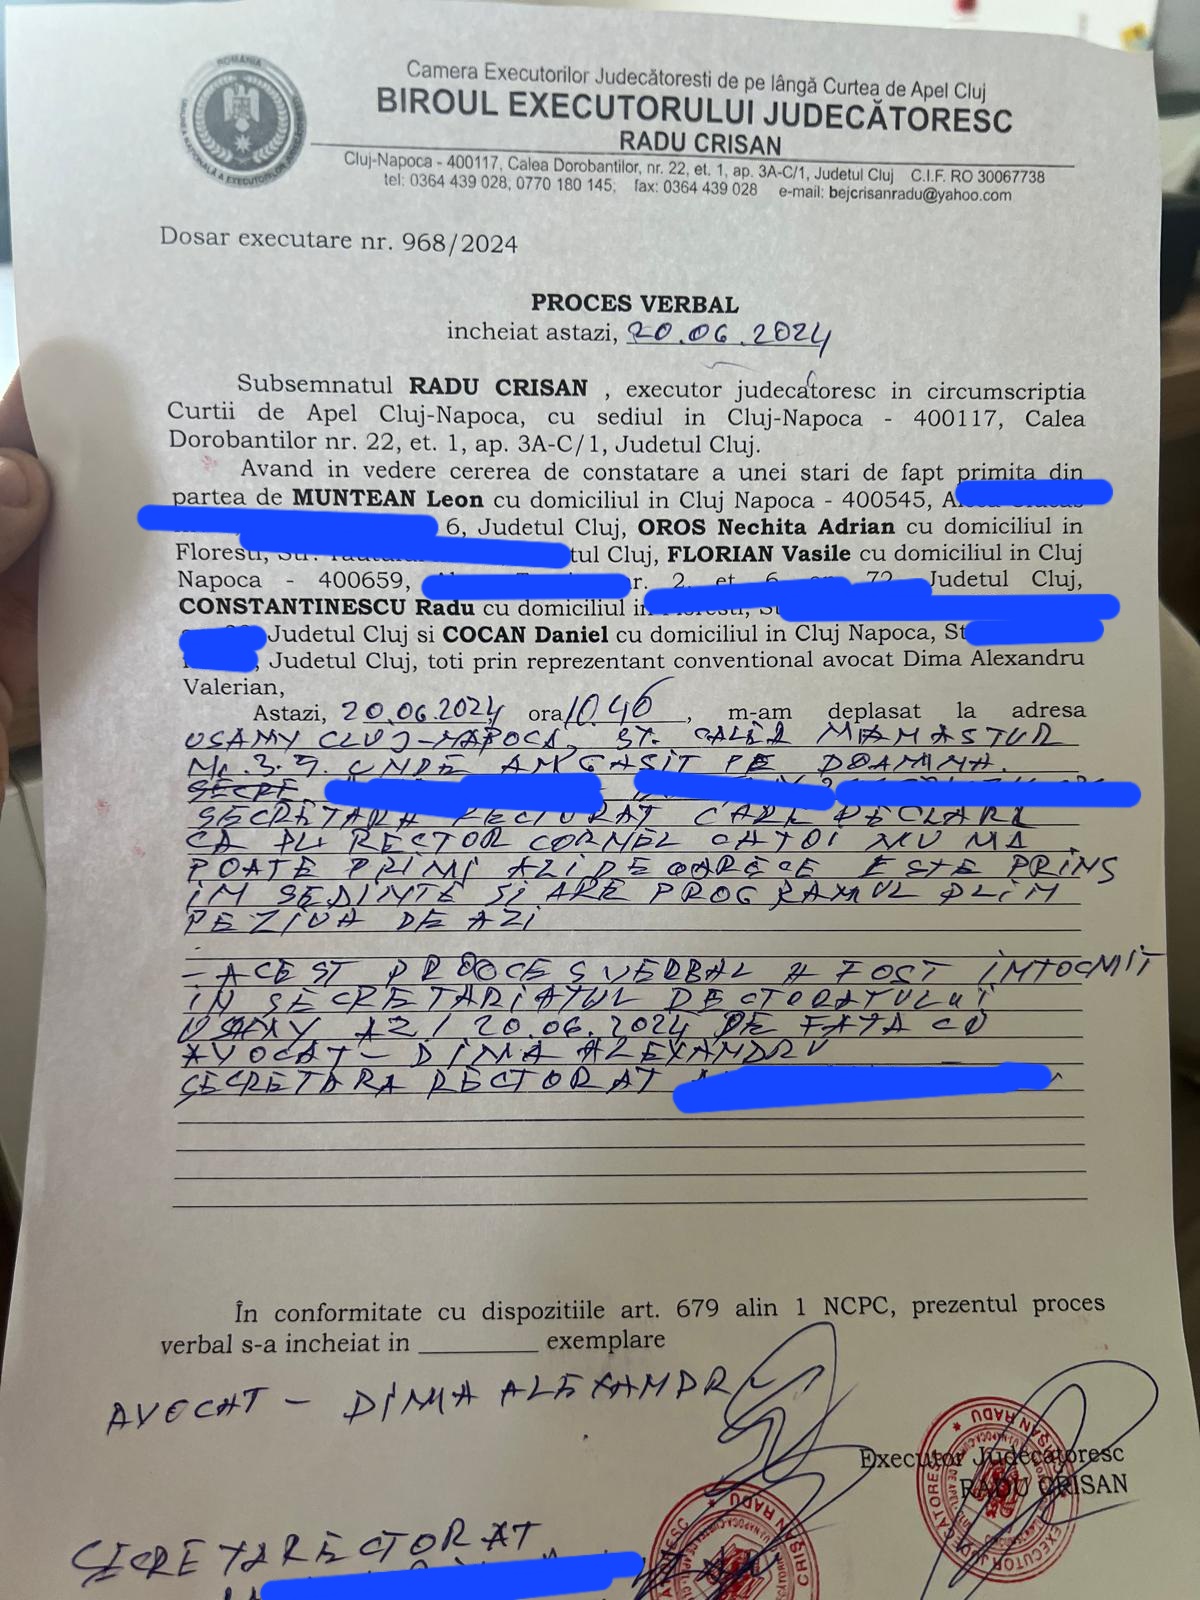 ROMÂNIA
Camera Executorilor Judecătoresti de pe lângă Curtea de Apel Cluj
BIROUL EXECUTORULUI JUDECĂTORESC
RADU CRISAN
Cluj-Napoca - 400117, Calea Dorobantilor, nr. 22, et. 1, ap. 3A-C/1, Judetul Cluj C.I.F. RO 30067738
tel: 0364 439 028, 0770 180 145; fax: 0364 439 028 e-mail: bejcrisanradu@yahoo.com
Dosar executare nr. 968/2024
PROCES VERBAL
incheiat astazi, 20.06.2024
Subsemnatul RADU CRISAN , executor judecatoresc in circumscriptia
Curtii de Apel Cluj-Napoca, cu sediul in Cluj-Napoca - 400117, Calea
Dorobantilor nr. 22, et. 1, ap. 3A-C/1, Judetul Cluj.
Avand in vedere cererea de constatare a unei stari de fapt primita din
partea de MUNTEAN Leon cu domiciliul in Cluj Napoca - 400545,
6, Judetul Cluj, OROS Nechita Adrian cu domiciliul in
Floresti, Str. tul Cluj, FLORIAN Vasile cu domiciliul in Cluj
Napoca - 400659, r. 2, et. 6, ap. 72, Judetul Cluj,
CONSTANTINESCU Radu cu domiciliul in Floresti, St
Judetul Cluj si COCAN Daniel cu domiciliul in Cluj Napoca, St
, Judetul Cluj, toti prin reprezentant conventional avocat Dima Alexandru
Valerian,
Astazi, 20.06.2024 ora 10.46, m-am deplasat la adresa
USAMV CLUJ-NAPOCA, ST. CALEA MANASTUR
Nr. 3-5. UNDE AM GASIT PE DOAMNA.
SECRE
SECRETARA RECTORAT CARE DECLARA
CA DL. RECTOR CORNEL CATOI NU MA
POATE PRIMI AZI DEOARECE ESTE PRINS
IN SEDINTE SI ARE PROGRAMUL PLIN
PE ZIUA DE AZI
- ACEST PROCES VERBAL A FOST INTOCMIT
IN SECRETARIATUL RECTORATULUI
USAMV AZI 20.06.2024 DE FATA CU
AVOCAT - DIMA ALEXANDRU
SECRETARA RECTORAT
În conformitate cu dispozitiile art. 679 alin 1 NCPC, prezentul proces
verbal s-a incheiat in exemplare
AVOCAT - DIMA ALEXANDRU
Executor Judecatoresc
RADU CRISAN
SECRETARECTORAT